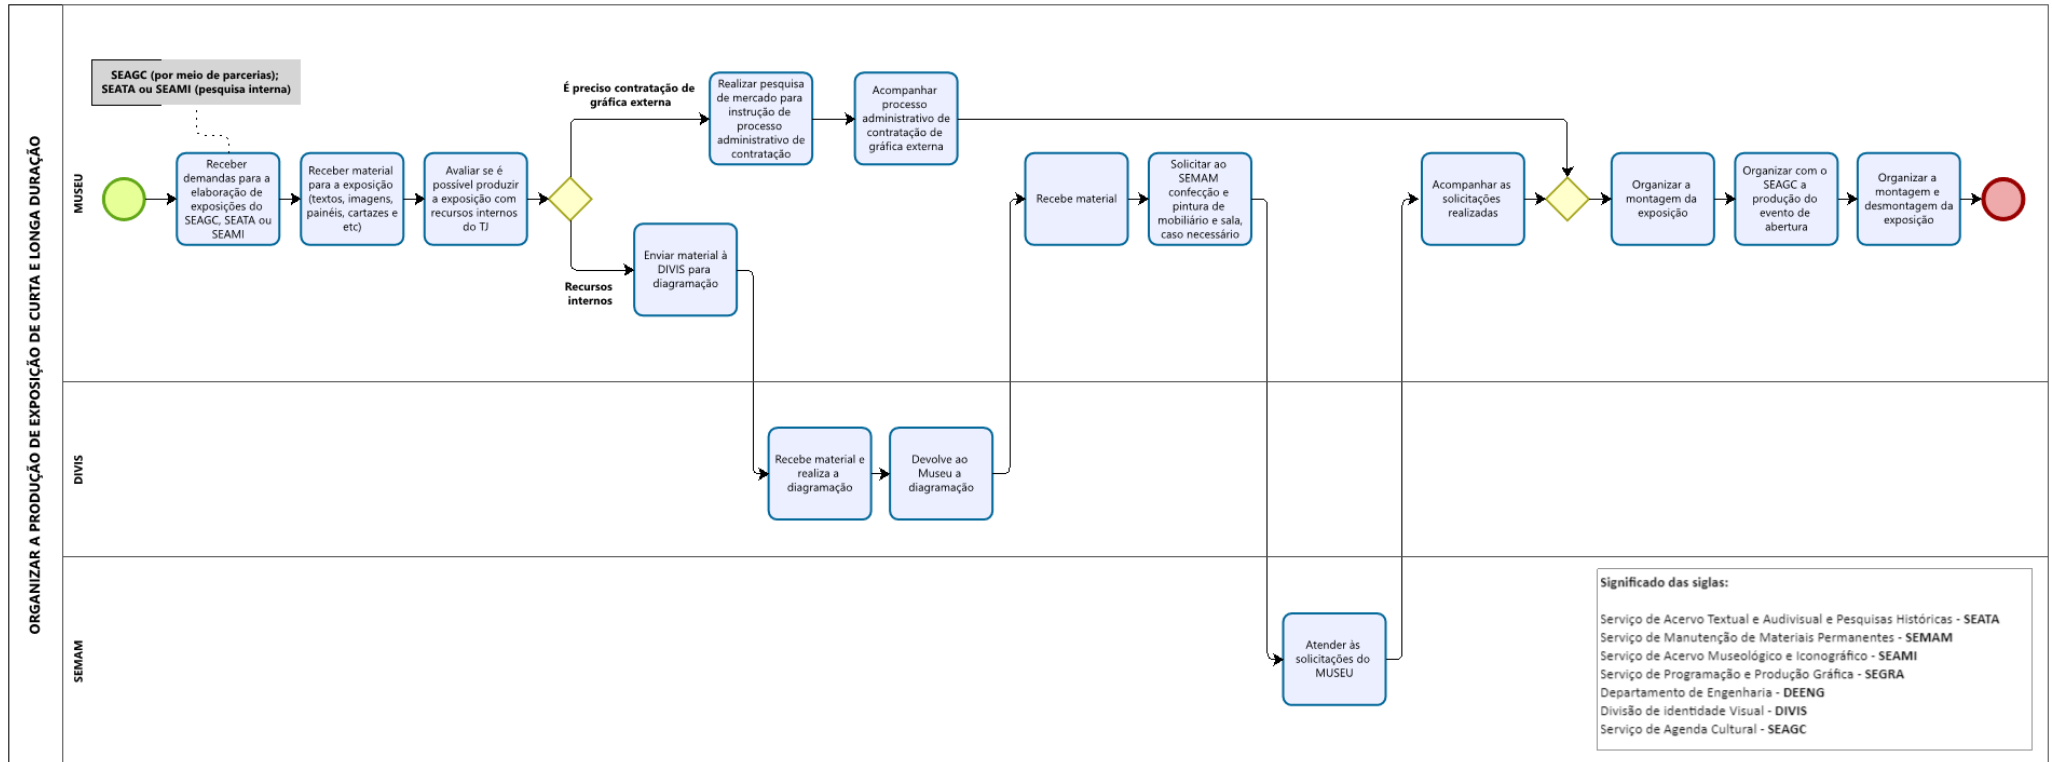 ORGANIZAR A PRODUÇÃO DE EXPOSIÇÃO DE CURTA E LONGA DURAÇÃO
MUSEU
SEAGC (por meio de parcerias);
SEATA ou SEAMI (pesquisa interna)
Receber
demandas para a
elaboração de
exposições do
SEAGC, SEATA ou
SEAMI
Receber material
para a exposição
(textos, imagens,
painéis, cartazes e
etc)
Avaliar se é
possível produzir
a exposição com
recursos internos
do TJ
É preciso contratação de
gráfica externa
Realizar pesquisa
de mercado para
instrução de
processo
administrativo de
contratação
Acompanhar
processo
administrativo de
contratação de
gráfica externa
Recursos
internos
Enviar material à
DIVIS para
diagramação
Recebe material
Solicitar ao
SEMAM
confecção e
pintura de
mobiliário e sala,
caso necessário
Acompanhar as
solicitações
realizadas
Organizar a
montagem da
exposição
Organizar com o
SEAGC a
produção do
evento de
abertura
Organizar a
montagem e
desmontagem da
exposição
DIVIS
Recebe material e
realiza a
diagramação
Devolve ao
Museu a
diagramação
SEMAM
Atender às
solicitações do
MUSEU
Significado das siglas:
Serviço de Acervo Textual e Audivisual e Pesquisas Históricas - SEATA
Serviço de Manutenção de Materiais Permanentes - SEMAM
Serviço de Acervo Museológico e Iconográfico - SEAMI
Serviço de Programação e Produção Gráfica - SEGRA
Departamento de Engenharia - DEENG
Divisão de identidade Visual - DIVIS
Serviço de Agenda Cultural - SEAGC